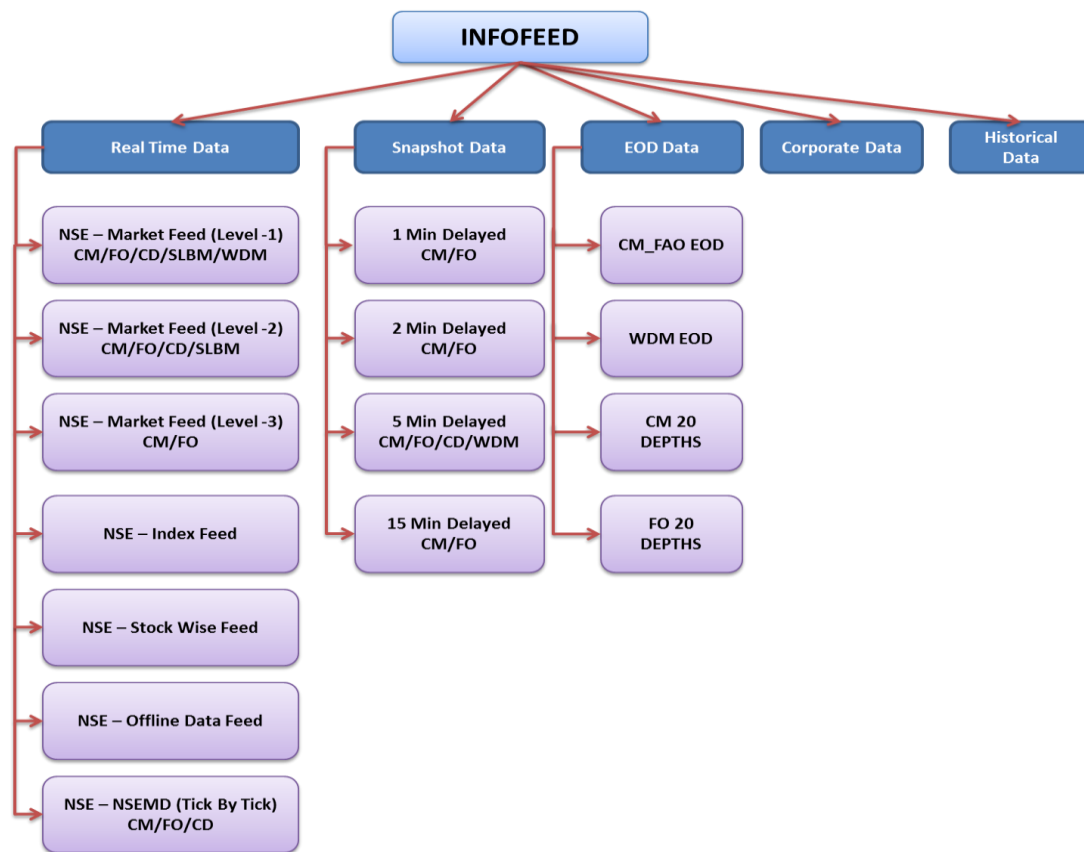 INFOFEED
Real Time Data
Snapshot Data
EOD Data
Corporate Data
Historical
Data
NSE – Market Feed (Level -1)
CM/FO/CD/SLBM/WDM
NSE – Market Feed (Level -2)
CM/FO/CD/SLBM
NSE – Market Feed (Level -3)
CM/FO
NSE – Index Feed
NSE – Stock Wise Feed
NSE – Offline Data Feed
NSE – NSEMD (Tick By Tick)
CM/FO/CD
1 Min Delayed
CM/FO
2 Min Delayed
CM/FO
5 Min Delayed
CM/FO/CD/WDM
15 Min Delayed
CM/FO
CM_FAO EOD
WDM EOD
CM 20
DEPTHS
FO 20
DEPTHS